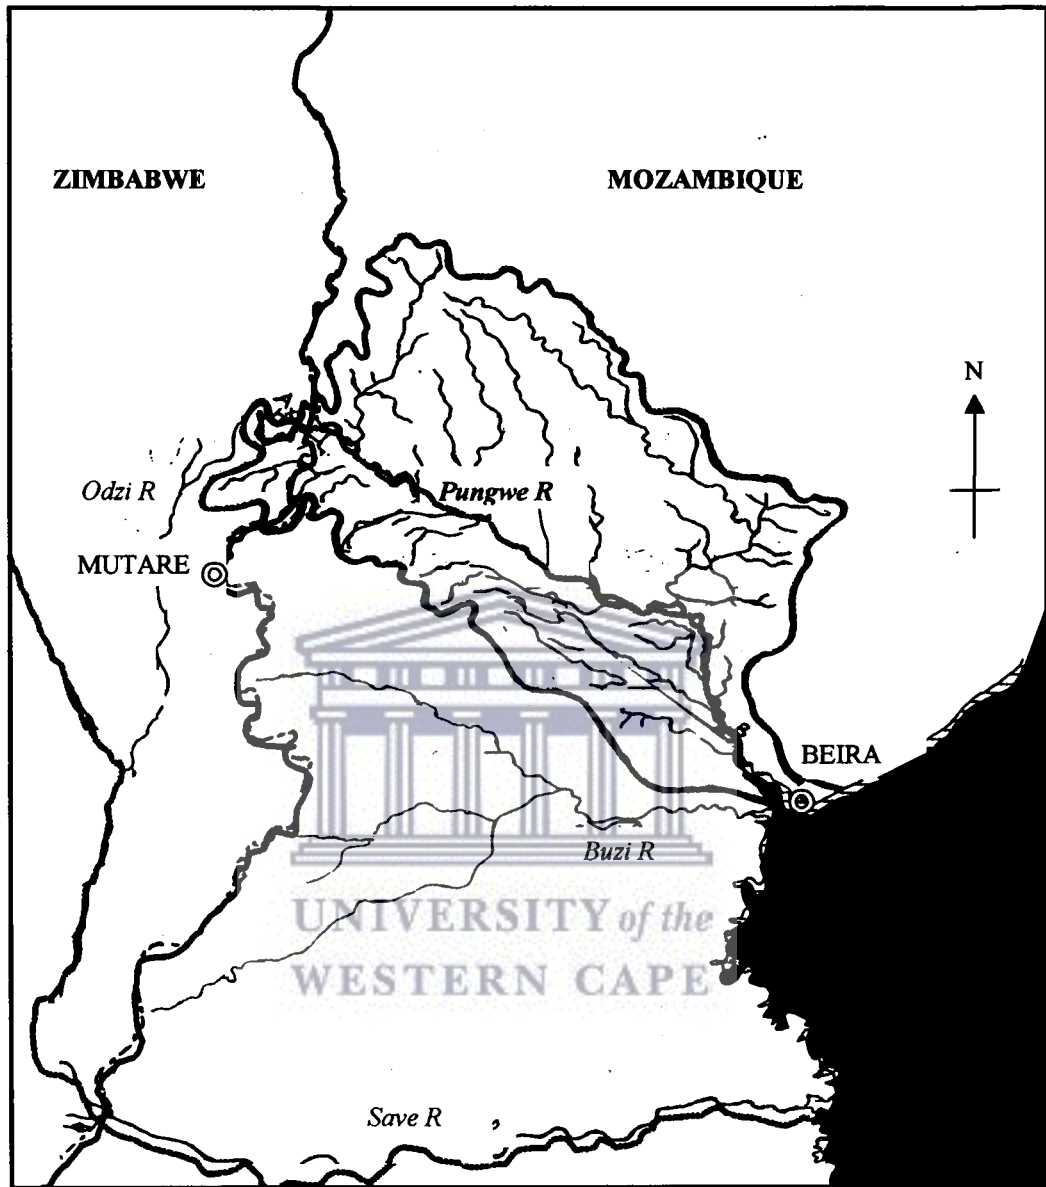 ZIMBABWE
MOZAMBIQUE
N
Odzi R
Pungwe R
MUTARE
BEIRA
Buzi R
UNIVERSITY of the
WESTERN CAPE
Save R